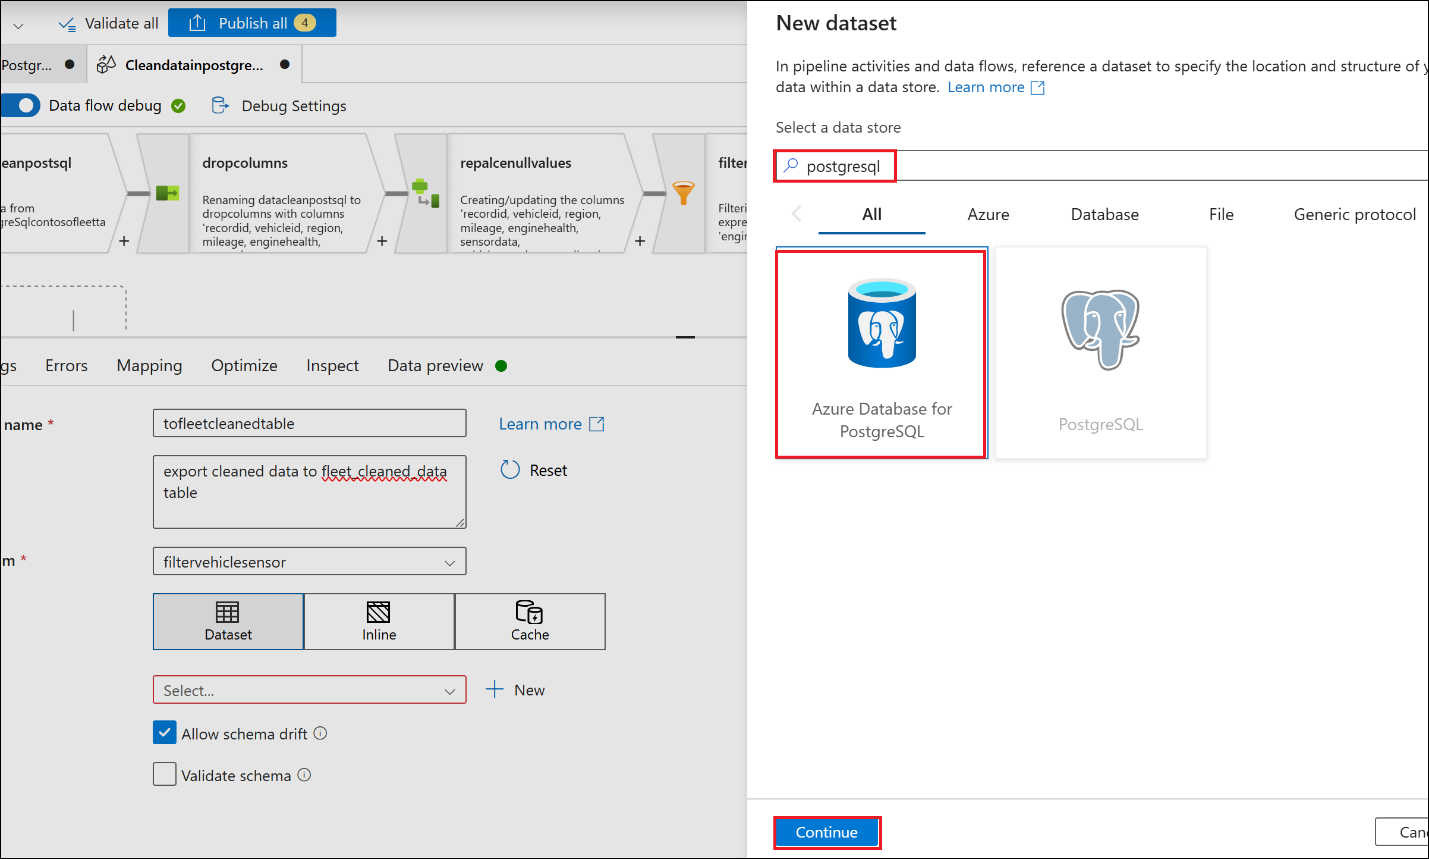 Validate all
Publish all 4
Postgr...
Cleandatainpostgre...
Data flow debug
Debug Settings
eanpostsql
a from
greSqlcontosofleetta
dropcolumns
Renaming datacleanpostsql to
dropcolumns with columns
'recordid, vehicleid, region,
mileage, enginehealth,
repalcenullvalues
Creating/updating the columns
'recordid, vehicleid, region,
mileage, enginehealth,
sensordata,
filter
Filterin
expre
'engin
gs
Errors
Mapping
Optimize
Inspect
Data preview
name *
tofleetcleanedtable
Learn more
export cleaned data to fleet_cleaned_data
table
Reset
m *
filtervehiclesensor
Dataset
Inline
Cache
Select...
New
Allow schema drift
Validate schema
New dataset
In pipeline activities and data flows, reference a dataset to specify the location and structure of y
data within a data store. Learn more
Select a data store
postgresql
All
Azure
Database
File
Generic protocol
Azure Database for
PostgreSQL
PostgreSQL
Continue
Canc